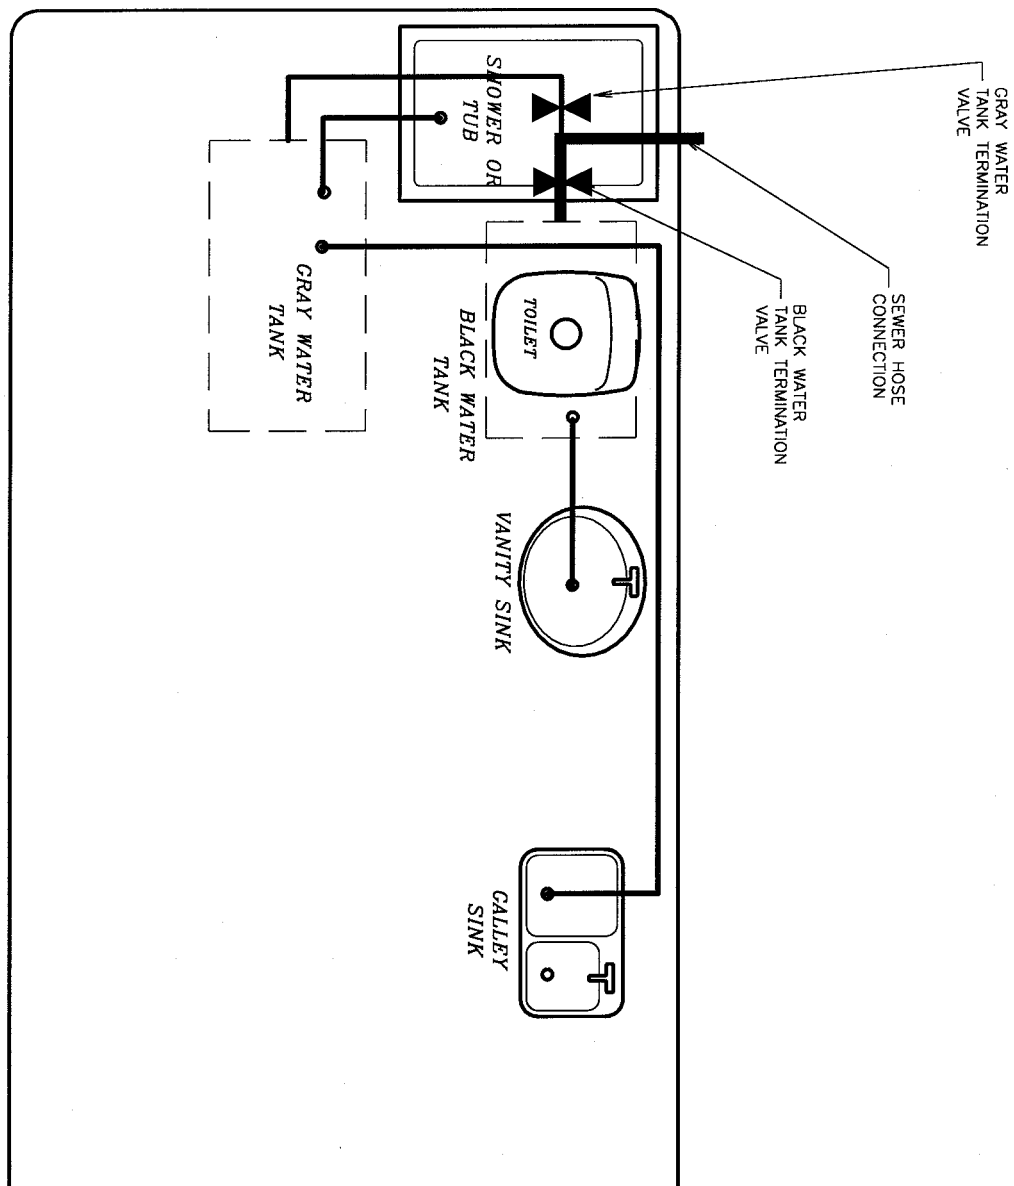 SHOWER OR
TUB
GRAY WATER
TANK TERMINATION
VALVE
SEWER HOSE
CONNECTION
BLACK WATER
TANK TERMINATION
VALVE
GRAY WATER
TANK
TOILET
BLACK WATER
TANK
VANITY SINK
GALLEY
SINK